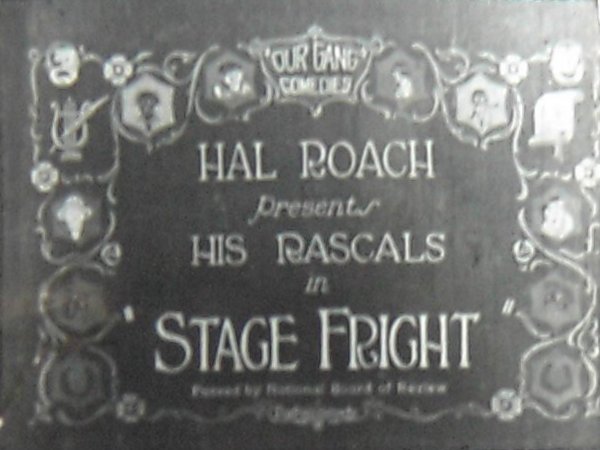 "OUR GANG"
COMEDIES
HAL ROACH
presents
HIS RASCALS
in
"STAGE FRIGHT"
Passed by National Board of Review